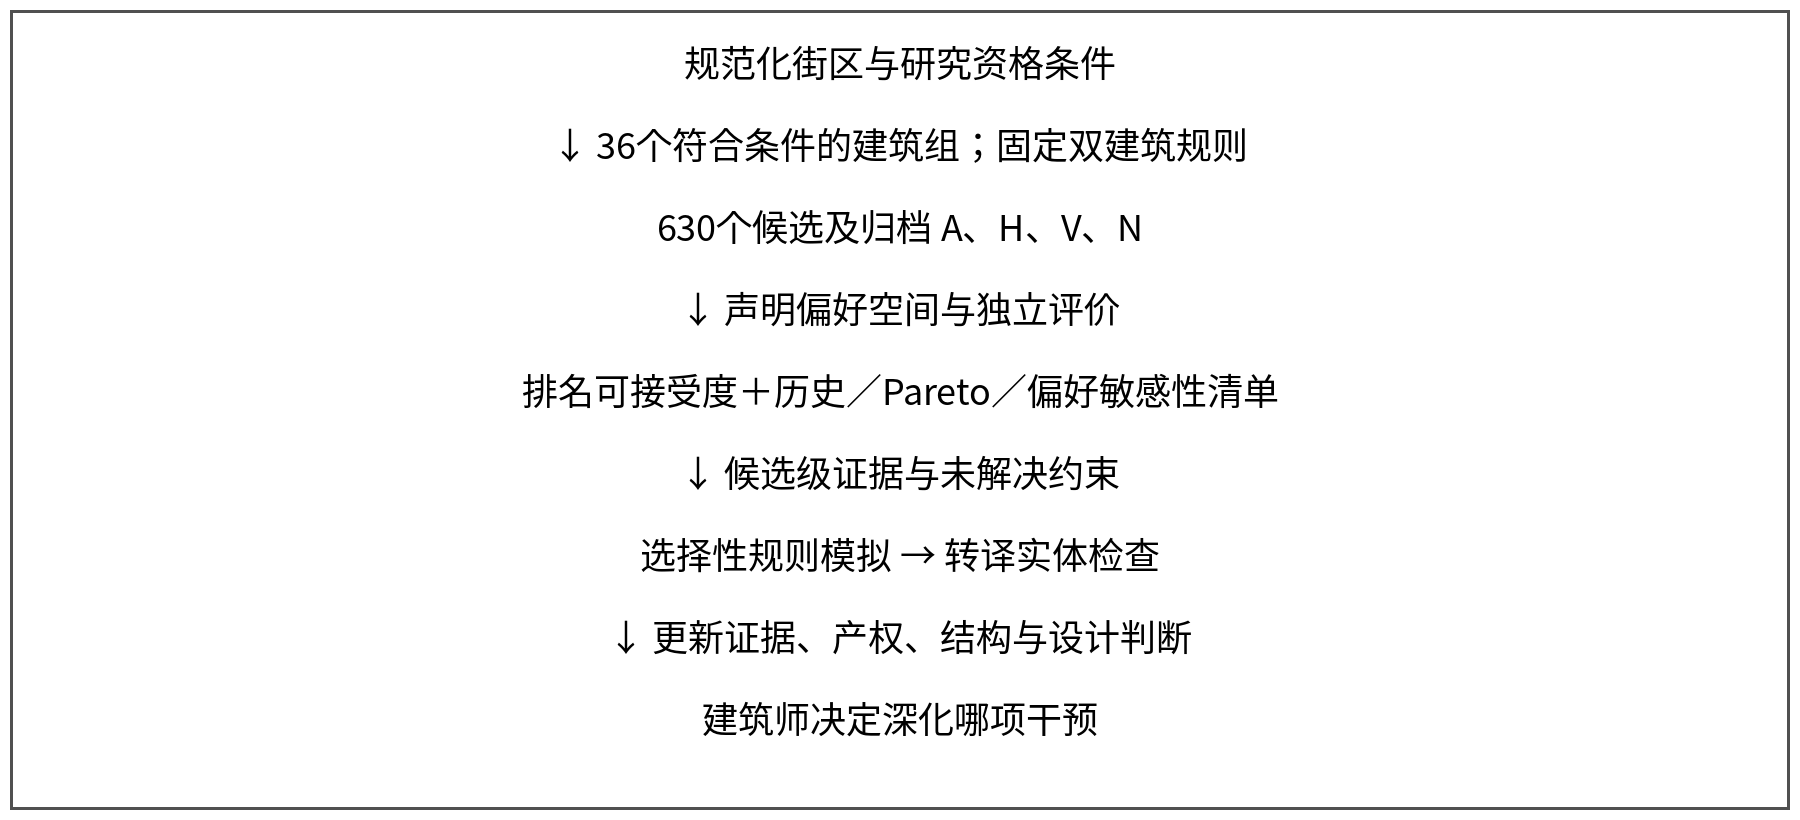 规范化街区与研究资格条件
↓ 36个符合条件的建筑组；固定双建筑规则
630个候选及归档 A、H、V、N
↓ 声明偏好空间与独立评价
排名可接受度＋历史／Pareto／偏好敏感性清单
↓ 候选级证据与未解决约束
选择性规则模拟 → 转译实体检查
↓ 更新证据、产权、结构与设计判断
建筑师决定深化哪项干预